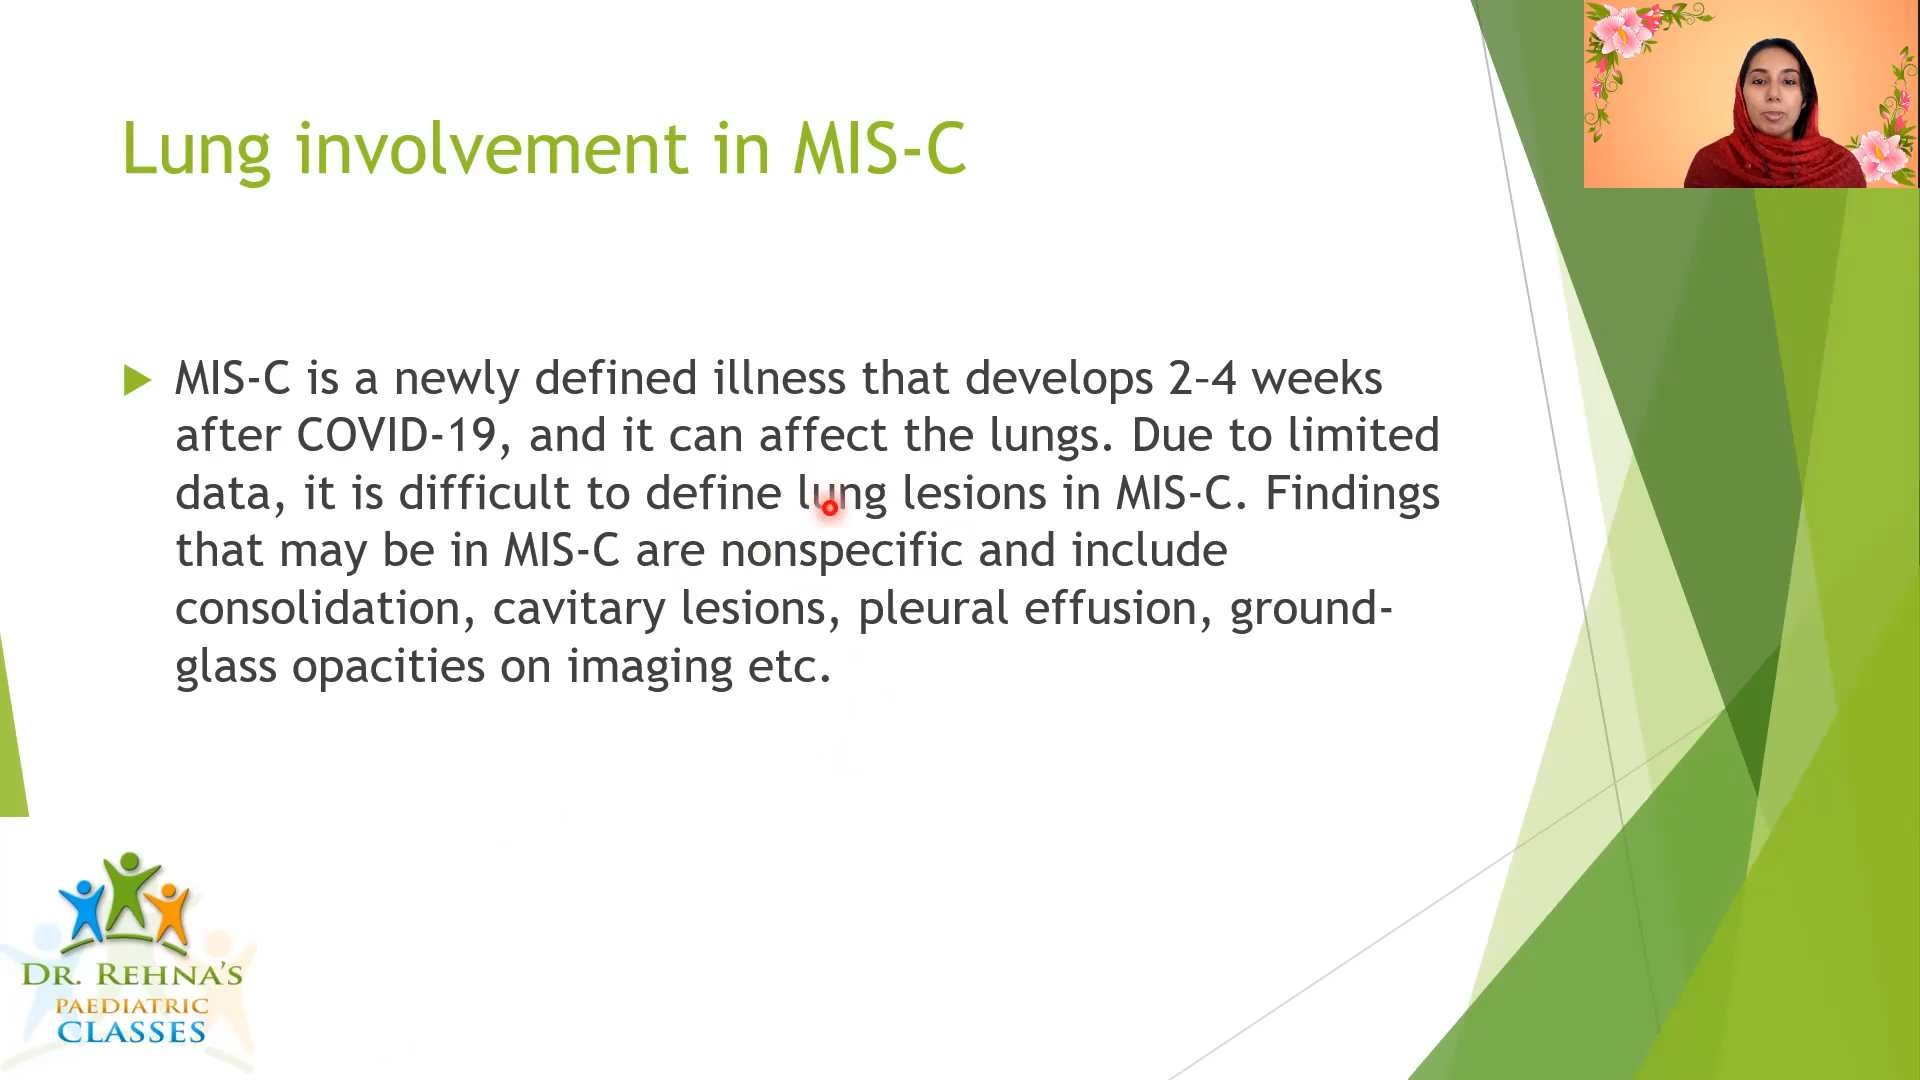 Lung involvement in MIS-C
MIS-C is a newly defined illness that develops 2–4 weeks
after COVID-19, and it can affect the lungs. Due to limited
data, it is difficult to define lung lesions in MIS-C. Findings
that may be in MIS-C are nonspecific and include
consolidation, cavitary lesions, pleural effusion, ground-
glass opacities on imaging etc.
DR. REHNA'S
PAEDIATRIC
CLASSES